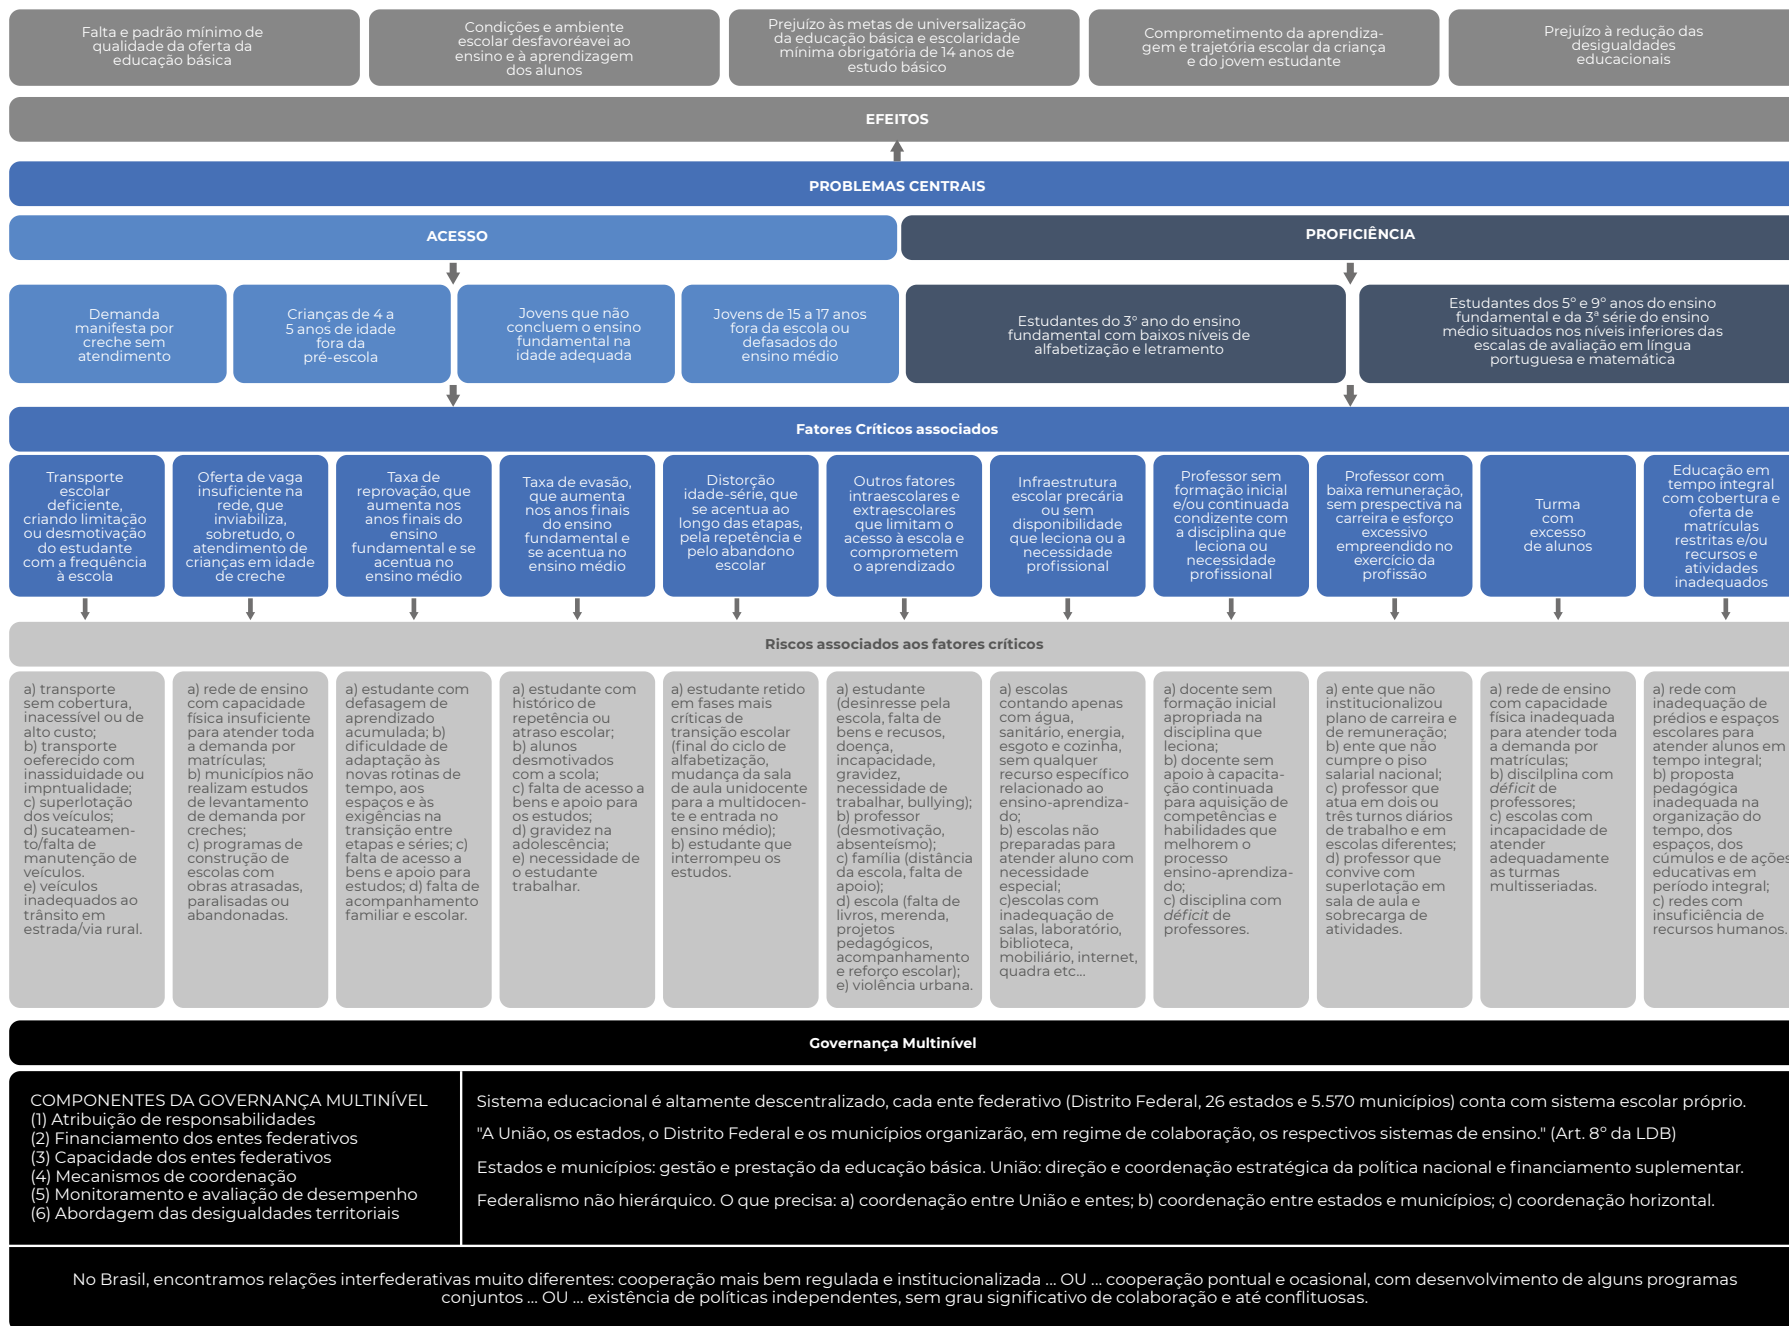 Falta e padrão mínimo de
qualidade da oferta da
educação básica
Condições e ambiente
escolar desfavoréavei ao
ensino e à aprendizagem
dos alunos
Prejuízo às metas de universalização
da educação básica e escolaridade
mínima obrigatória de 14 anos de
estudo básico
Comprometimento da aprendiza-
gem e trajetória escolar da criança
e do jovem estudante
Prejuízo à redução das
desigualdades
educacionais
EFEITOS
PROBLEMAS CENTRAIS
ACESSO
PROFICIÊNCIA
Demanda
manifesta por
creche sem
atendimento
Crianças de 4 a
5 anos de idade
fora da
pré-escola
Jovens que não
concluem o ensino
fundamental na
idade adequada
Jovens de 15 a 17 anos
fora da escola ou
defasados do
ensino médio
Estudantes do 3º ano do ensino
fundamental com baixos níveis de
alfabetização e letramento
Estudantes dos 5º e 9º anos do ensino
fundamental e da 3ª série do ensino
médio situados nos níveis inferiores das
escalas de avaliação em língua
portuguesa e matemática
Fatores Críticos associados
Transporte
escolar
deficiente,
criando limitação
ou desmotivação
do estudante
com a frequência
à escola
Oferta de vaga
insuficiente na
rede, que
inviabiliza,
sobretudo, o
atendimento de
crianças em idade
de creche
Taxa de
reprovação, que
aumenta nos
anos finais do
ensino
fundamental e se
acentua no
ensino médio
Taxa de evasão,
que aumenta
nos anos finais
do ensino
fundamental e
se acentua no
ensino médio
Distorção
idade-série, que
se acentua ao
longo das etapas,
pela repetência e
pelo abandono
escolar
Outros fatores
intraescolares e
extraescolares
que limitam o
acesso à escola e
comprometem
o aprendizado
Infraestrutura
escolar precária
ou sem
disponibilidade
que leciona ou a
necessidade
profissional
Professor sem
formação inicial
e/ou continuada
condizente com
a disciplina que
leciona ou
necessidade
profissional
Professor com
baixa remuneração,
sem prespectiva na
carreira e esforço
excessivo
empreendido no
exercício da
profissão
Turma
com
excesso
de alunos
Educação em
tempo integral
com cobertura e
oferta de
matrículas
restritas e/ou
recursos e
atividades
inadequados
Riscos associados aos fatores críticos
a) transporte
sem cobertura,
inacessível ou de
alto custo;
b) transporte
oeferecido com
inassiduidade ou
impntualidade;
c) superlotação
dos veículos;
d) sucateamen-
to/falta de
manutenção de
veículos.
e) veículos
inadequados ao
trânsito em
estrada/via rural.
a) rede de ensino
com capacidade
física insuficiente
para atender toda
a demanda por
matrículas;
b) municípios não
realizam estudos
de levantamento
de demanda por
creches;
c) programas de
construção de
escolas com
obras atrasadas,
paralisadas ou
abandonadas.
a) estudante com
defasagem de
aprendizado
acumulada; b)
dificuldade de
adaptação às
novas rotinas de
tempo, aos
espaços e às
exigências na
transição entre
etapas e séries; c)
falta de acesso a
bens e apoio para
estudos; d) falta de
acompanhamento
familiar e escolar.
a) estudante com
histórico de
repetência ou
atraso escolar;
b) alunos
desmotivados
com a scola;
c) falta de acesso a
bens e apoio para
os estudos;
d) gravidez na
adolescência;
e) necessidade de
o estudante
trabalhar.
a) estudante retido
em fases mais
críticas de
transição escolar
(final do ciclo de
alfabetização,
mudança da sala
de aula unidocente
para a multidocen-
te e entrada no
ensino médio);
b) estudante que
interrompeu os
estudos.
a) estudante
(desinresse pela
escola, falta de
bens e recusos,
doença,
incapacidade,
gravidez,
necessidade de
trabalhar, bullying);
b) professor
(desmotivação,
absenteísmo);
c) família (distância
da escola, falta de
apoio);
d) escola (falta de
livros, merenda,
projetos
pedagógicos,
acompanhamento
e reforço escolar);
e) violência urbana.
a) escolas
contando apenas
com água,
sanitário, energia,
esgoto e cozinha,
sem qualquer
recurso específico
relacionado ao
ensino-aprendiza-
do;
b) escolas não
preparadas para
atender aluno com
necessidade
especial;
c)escolas com
inadequação de
salas, laboratório,
biblioteca,
mobiliário, internet,
quadra etc...
a) docente sem
formação inicial
apropriada na
disciplina que
leciona;
b) docente sem
apoio à capacita-
ção continuada
para aquisição de
competências e
habilidades que
melhorem o
processo
ensino-aprendiza-
do;
c) disciplina com
déficit de
professores.
a) ente que não
institucionalizou
plano de carreira e
de remuneração;
b) ente que não
cumpre o piso
salarial nacional;
c) professor que
atua em dois ou
três turnos diários
de trabalho e em
escolas diferentes;
d) professor que
convive com
superlotação em
sala de aula e
sobrecarga de
atividades.
a) rede de ensino
com capacidade
física inadequada
para atender toda
a demanda por
matrículas;
b) discilplina com
déficit de
professores;
c) escolas com
incapacidade de
atender
adequadamente
as turmas
multisseriadas.
a) rede com
inadequação de
prédios e espaços
escolares para
atender alunos em
tempo integral;
b) proposta
pedagógica
inadequada na
organização do
tempo, dos
espaços, dos
cúmulos e de ações
educativas em
período integral;
c) redes com
insuficiência de
recursos humanos.
Governança Multinível
COMPONENTES DA GOVERNANÇA MULTINÍVEL
(1) Atribuição de responsabilidades
(2) Financiamento dos entes federativos
(3) Capacidade dos entes federativos
(4) Mecanismos de coordenação
(5) Monitoramento e avaliação de desempenho
(6) Abordagem das desigualdades territoriais
Sistema educacional é altamente descentralizado, cada ente federativo (Distrito Federal, 26 estados e 5.570 municípios) conta com sistema escolar próprio.
"A União, os estados, o Distrito Federal e os municípios organizarão, em regime de colaboração, os respectivos sistemas de ensino." (Art. 8º da LDB)
Estados e municípios: gestão e prestação da educação básica. União: direção e coordenação estratégica da política nacional e financiamento suplementar.
Federalismo não hierárquico. O que precisa: a) coordenação entre União e entes; b) coordenação entre estados e municípios; c) coordenação horizontal.
No Brasil, encontramos relações interfederativas muito diferentes: cooperação mais bem regulada e institucionalizada ... OU ... cooperação pontual e ocasional, com desenvolvimento de alguns programas
conjuntos ... OU ... existência de políticas independentes, sem grau significativo de colaboração e até conflituosas.